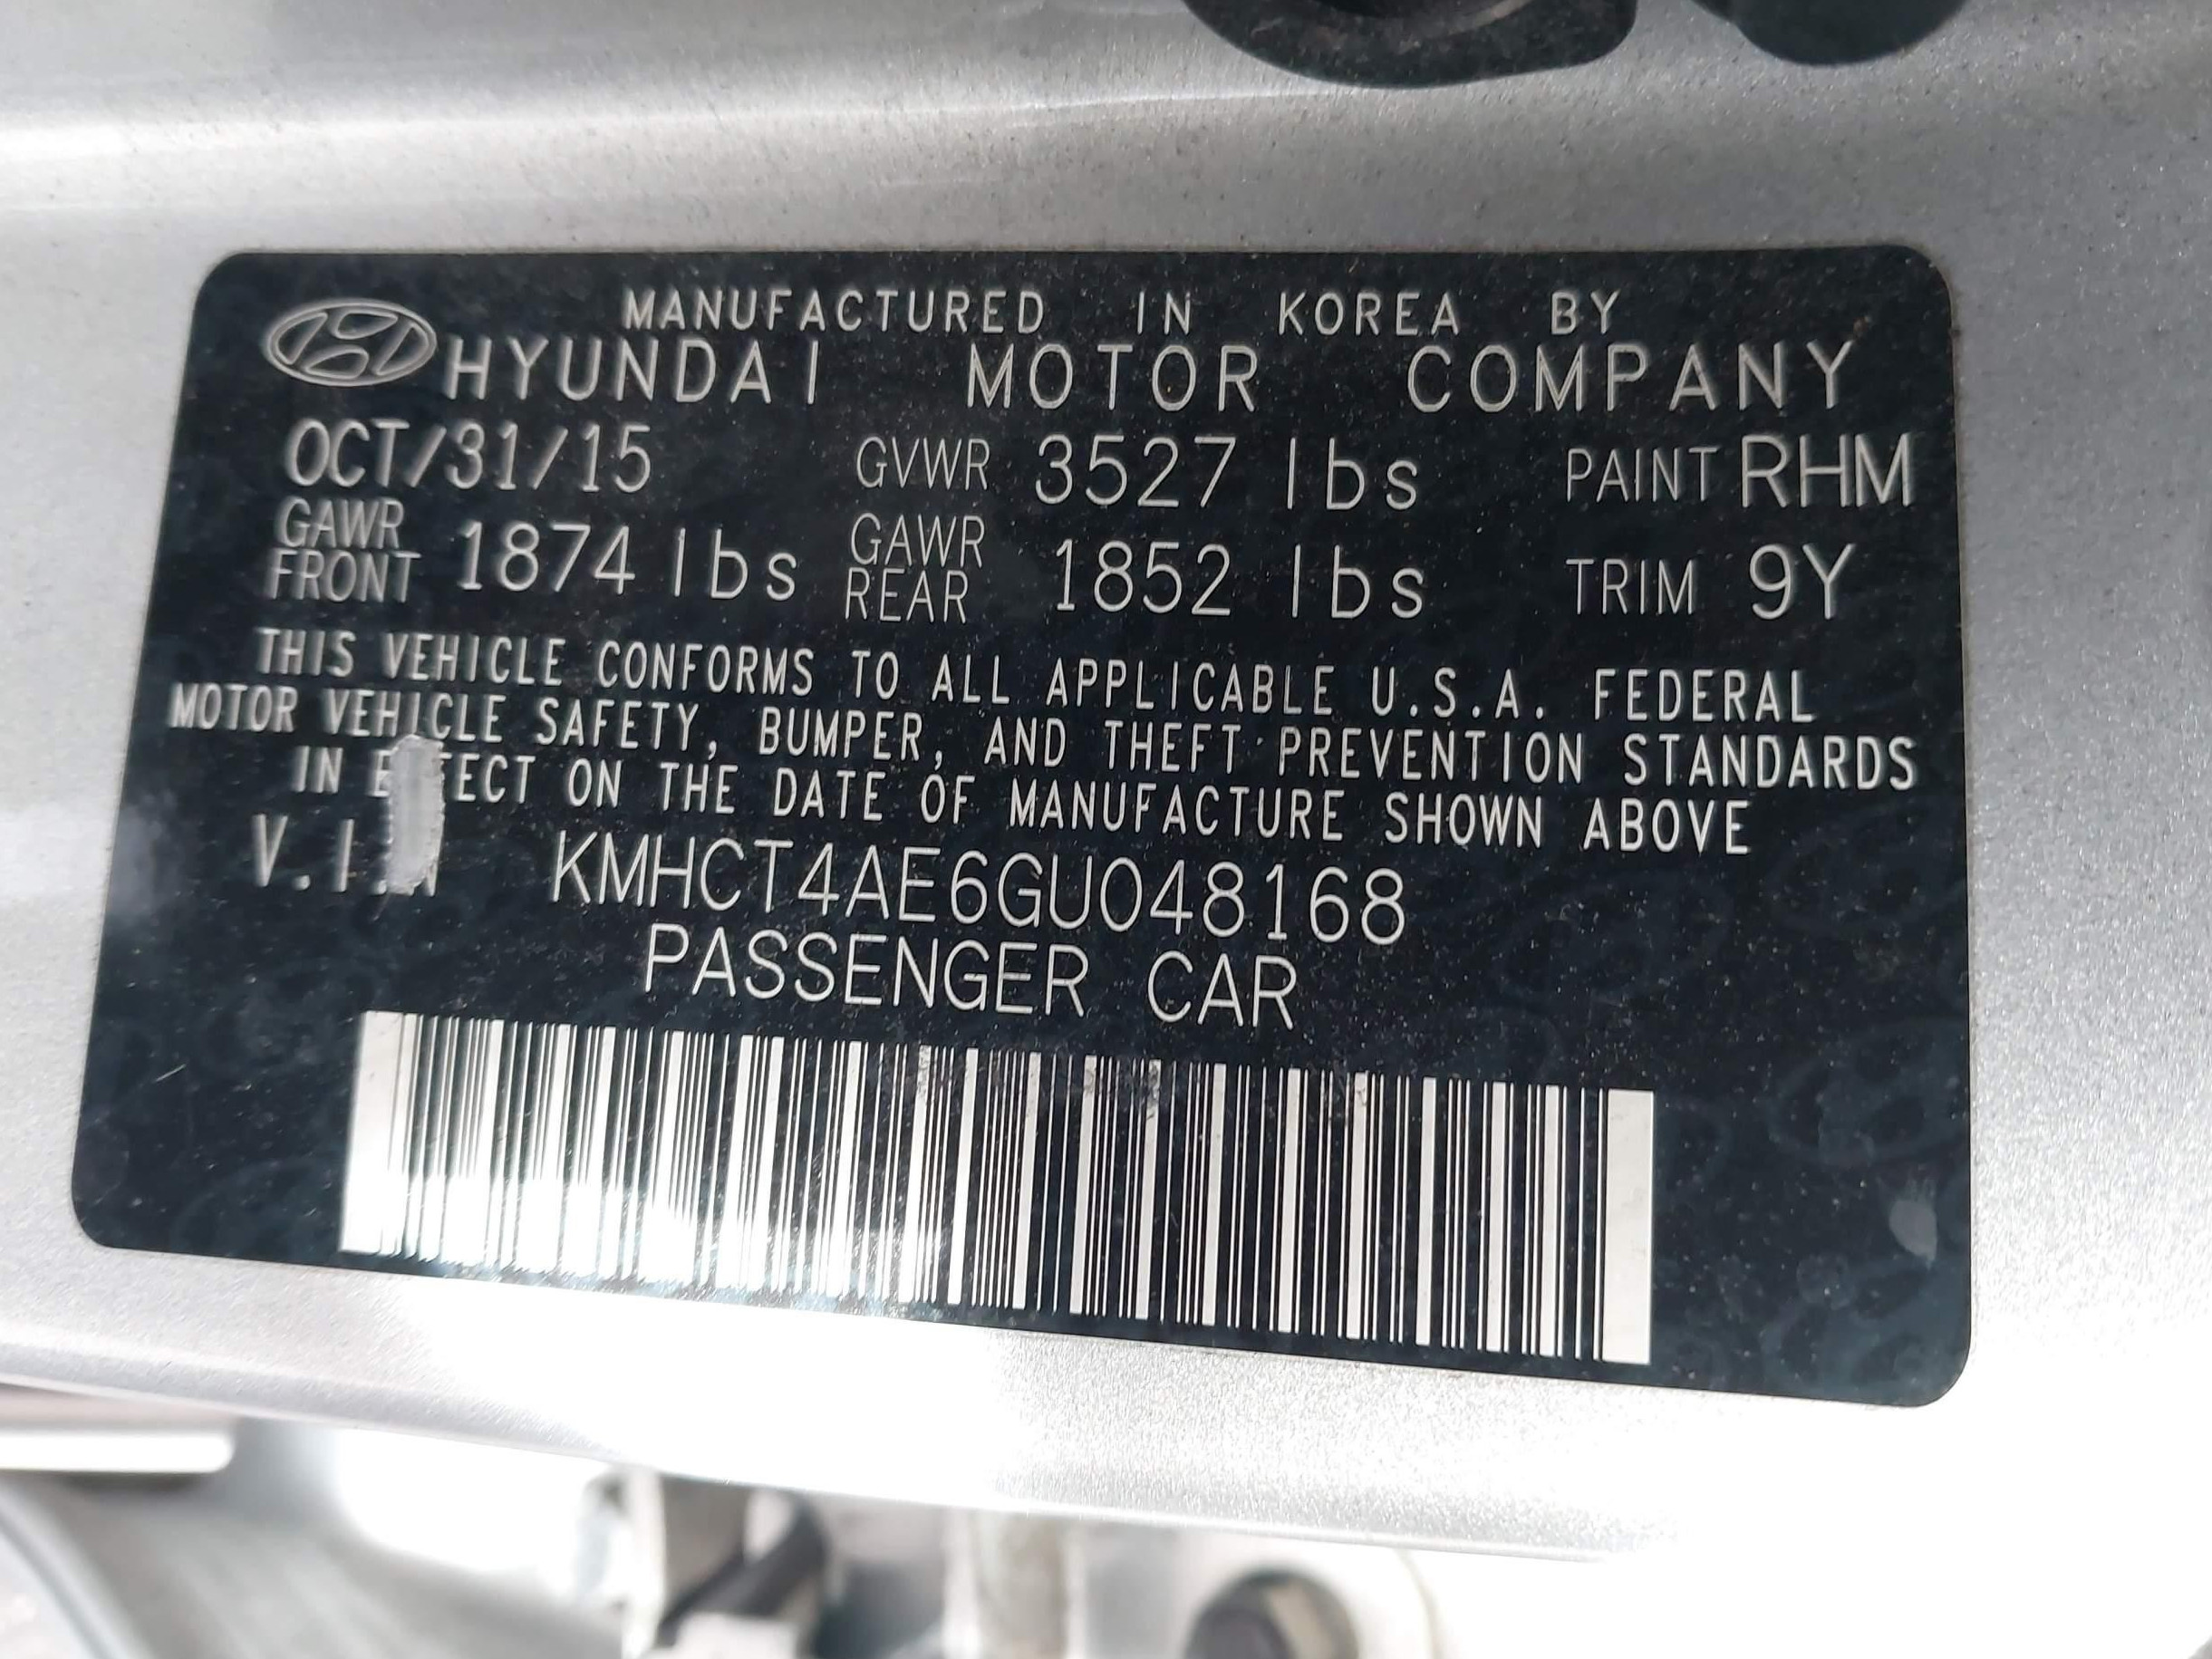 MANUFACTURED IN KOREA BY
HYUNDAI MOTOR COMPANY
OCT/31/15 GVWR 3527 lbs PAINT RHM
GAWR FRONT 1874 lbs GAWR REAR 1852 lbs TRIM 9Y
THIS VEHICLE CONFORMS TO ALL APPLICABLE U.S.A. FEDERAL
MOTOR VEHICLE SAFETY, BUMPER, AND THEFT PREVENTION STANDARDS
IN ON THE DATE OF MANUFACTURE SHOWN ABOVE
KMHCT4AE6GU048168
PASSENGER CAR